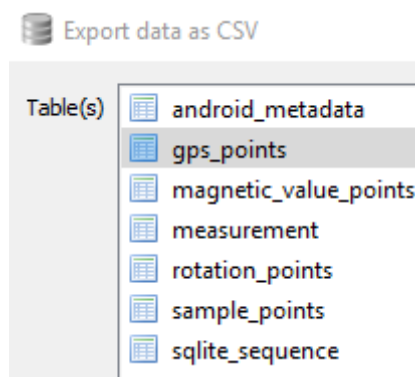 Export data as CSV
Table(s)
android_metadata
gps_points
magnetic_value_points
measurement
rotation_points
sample_points
sqlite_sequence